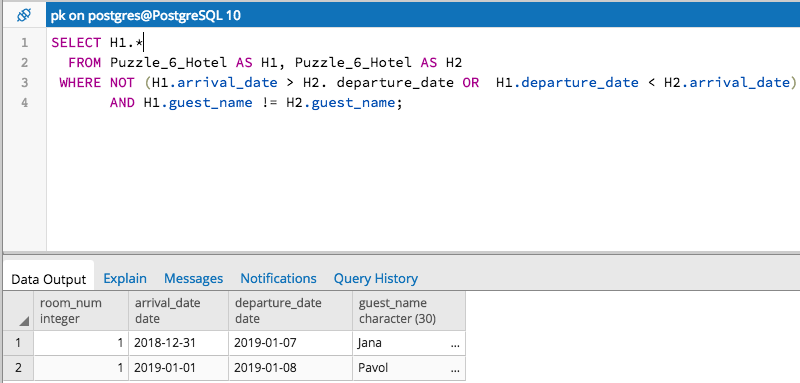 pk on postgres@PostgreSQL 10
1 SELECT H1.*
2 FROM Puzzle_6_Hotel AS H1, Puzzle_6_Hotel AS H2
3 WHERE NOT (H1.arrival_date > H2. departure_date OR H1.departure_date < H2.arrival_date)
4 AND H1.guest_name != H2.guest_name;
Data Output Explain Messages Notifications Query History
room_num arrival_date departure_date guest_name
integer date date character (30)
1 1 2018-12-31 2019-01-07 Jana ...
2 1 2019-01-01 2019-01-08 Pavol ...